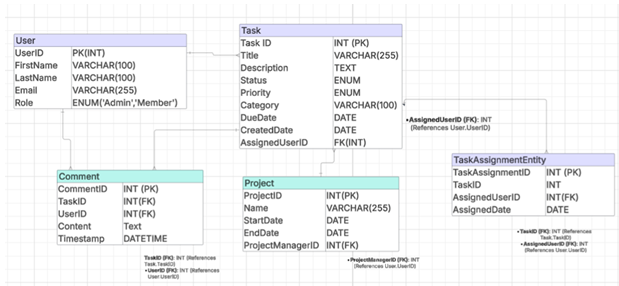 User
UserID PK(INT)
FirstName VARCHAR(100)
LastName VARCHAR(100)
Email VARCHAR(255)
Role ENUM('Admin','Member')
Task
Task ID INT (PK)
Title VARCHAR(255)
Description TEXT
Status ENUM
Priority ENUM
Category VARCHAR(100)
DueDate DATE
CreatedDate DATE
AssignedUserID FK(INT)
•AssignedUserID (FK): INT
(References User.UserID)
TaskAssignmentEntity
TaskAssignmentID INT (PK)
TaskID INT
AssignedUserID INT(FK)
AssignedDate DATE
•TaskID (FK): INT (References
Task.TaskID)
•AssignedUserID (FK): INT
(References User.UserID)
Comment
CommentID INT (PK)
TaskID INT(FK)
UserID INT(FK)
Content Text
Timestamp DATETIME
TaskID (FK): INT (References
Task.TaskID)
•UserID (FK): INT (References
User.UserID)
Project
ProjectID INT(PK)
Name VARCHAR(255)
StartDate DATE
EndDate DATE
ProjectManagerID INT(FK)
•ProjectManagerID (FK): INT
(References User.UserID)